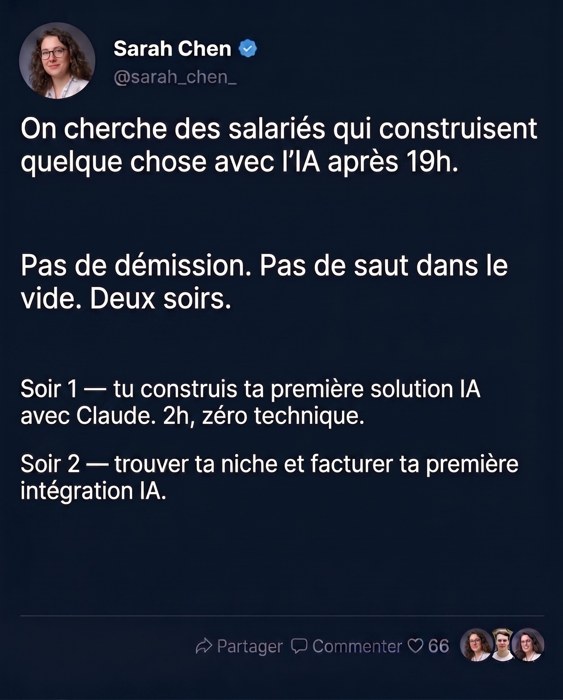 Sarah Chen
@sarah_chen_
On cherche des salariés qui construisent
quelque chose avec l’IA après 19h.
Pas de démission. Pas de saut dans le
vide. Deux soirs.
Soir 1 — tu construis ta première solution IA
avec Claude. 2h, zéro technique.
Soir 2 — trouver ta niche et facturer ta première
intégration IA.
Partager Commenter 66